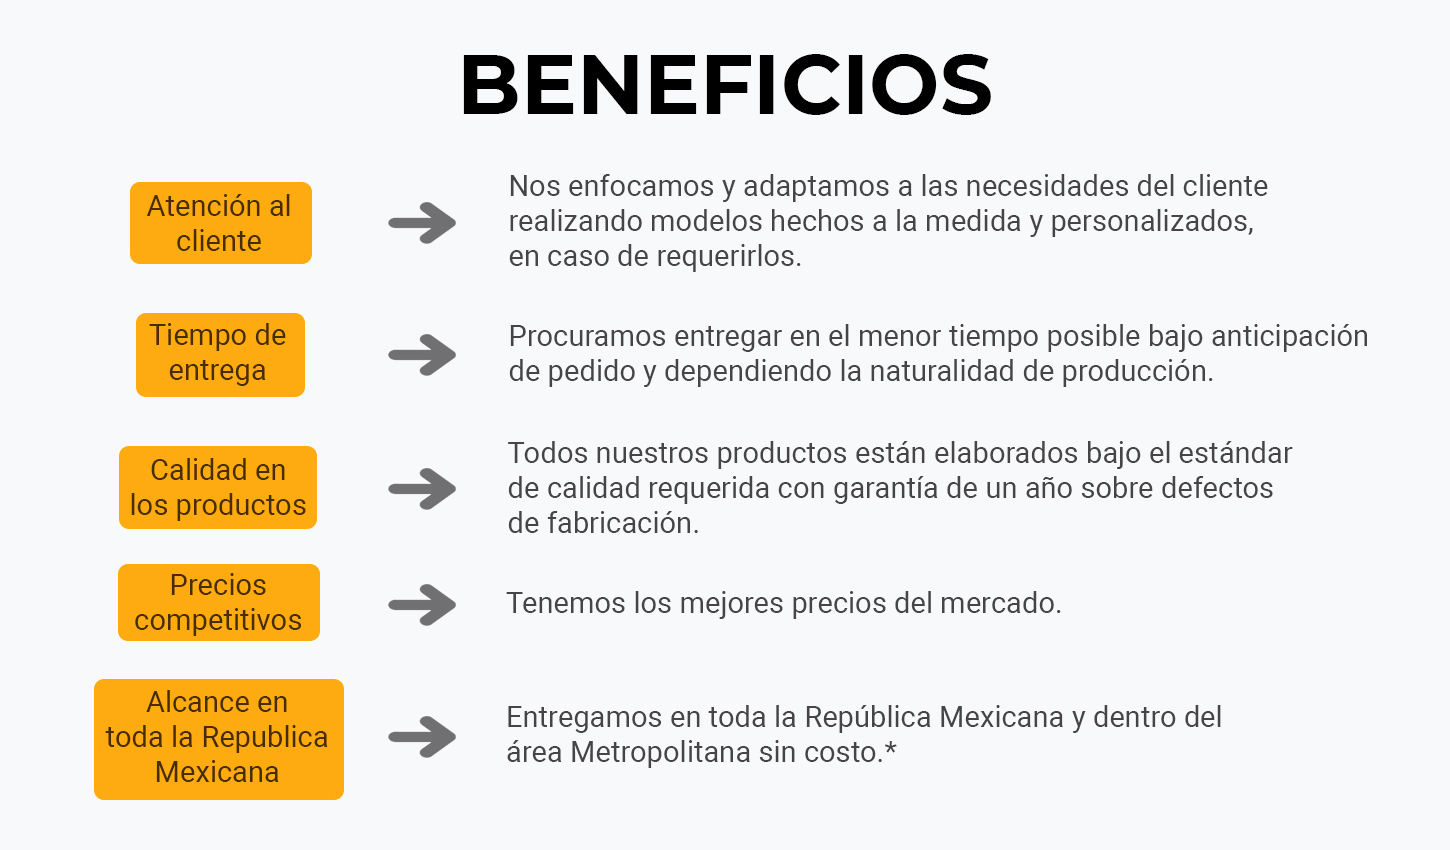 BENEFICIOS
Atención al
cliente
Nos enfocamos y adaptamos a las necesidades del cliente
realizando modelos hechos a la medida y personalizados,
en caso de requerirlos.
Tiempo de
entrega
Procuramos entregar en el menor tiempo posible bajo anticipación
de pedido y dependiendo la naturalidad de producción.
Calidad en
los productos
Todos nuestros productos están elaborados bajo el estándar
de calidad requerida con garantía de un año sobre defectos
de fabricación.
Precios
competitivos
Tenemos los mejores precios del mercado.
Alcance en
toda la Republica
Mexicana
Entregamos en toda la República Mexicana y dentro del
área Metropolitana sin costo.*